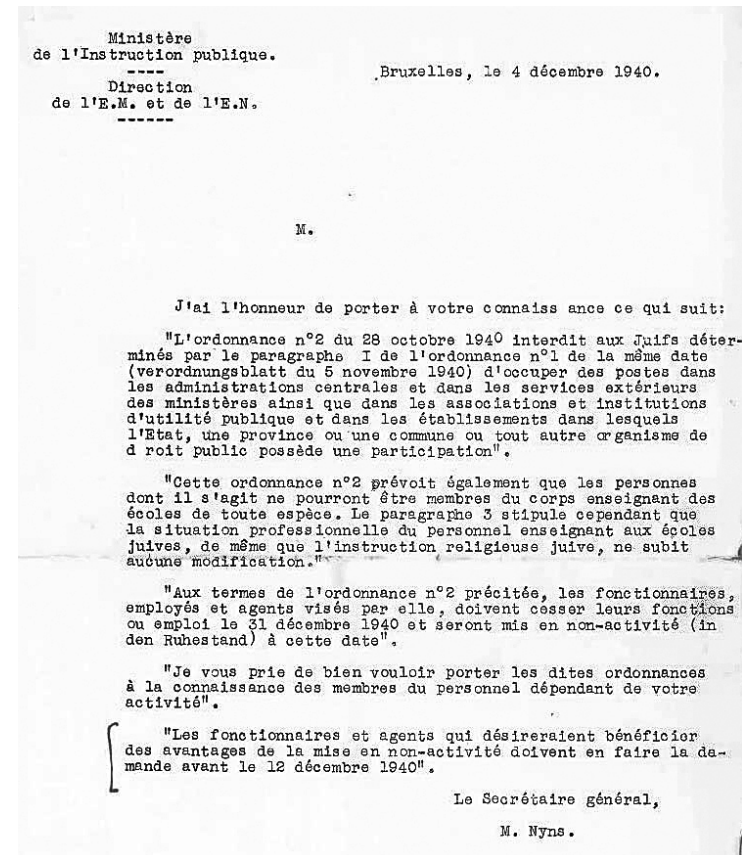 Ministère
de l'Instruction publique.
----
Direction
de l'E.M. et de l'E.N.
------
Bruxelles, le 4 décembre 1940.
M.
J'ai l'honneur de porter à votre connaiss ance ce qui suit:
"L'ordonnance n°2 du 28 octobre 1940 interdit aux Juifs déter-
minés par le paragraphe I de l'ordonnance n°1 de la même date
(verordnungsblatt du 5 novembre 1940) d'occuper des postes dans
les administrations centrales et dans les services extérieurs
des ministères ainsi que dans les associations et institutions
d'utilité publique et dans les établissements dans lesquels
l'Etat, une province ou une commune ou tout autre organisme de
d roit public possède une participation".
"Cette ordonnance n°2 prévoit également que les personnes
dont il s'agit ne pourront être membres du corps enseignant des
écoles de toute espèce. Le paragraphe 3 stipule cependant que
la situation professionnelle du personnel enseignant aux écoles
juives, de même que l'instruction religieuse juive, ne subit
aucune modification."
"Aux termes de l'ordonnance n°2 précitée, les fonctionnaires,
employés et agents visés par elle, doivent cesser leurs fonctions
ou emploi le 31 décembre 1940 et seront mis en non-activité (in
den Ruhestand) à cette date".
"Je vous prie de bien vouloir porter les dites ordonnances
à la connaissance des membres du personnel dépendant de votre
activité".
"Les fonctionnaires et agents qui désireraient bénéficier
des avantages de la mise en non-activité doivent en faire la de-
mande avant le 12 décembre 1940".
Le Secrétaire général,
M. Nyns.